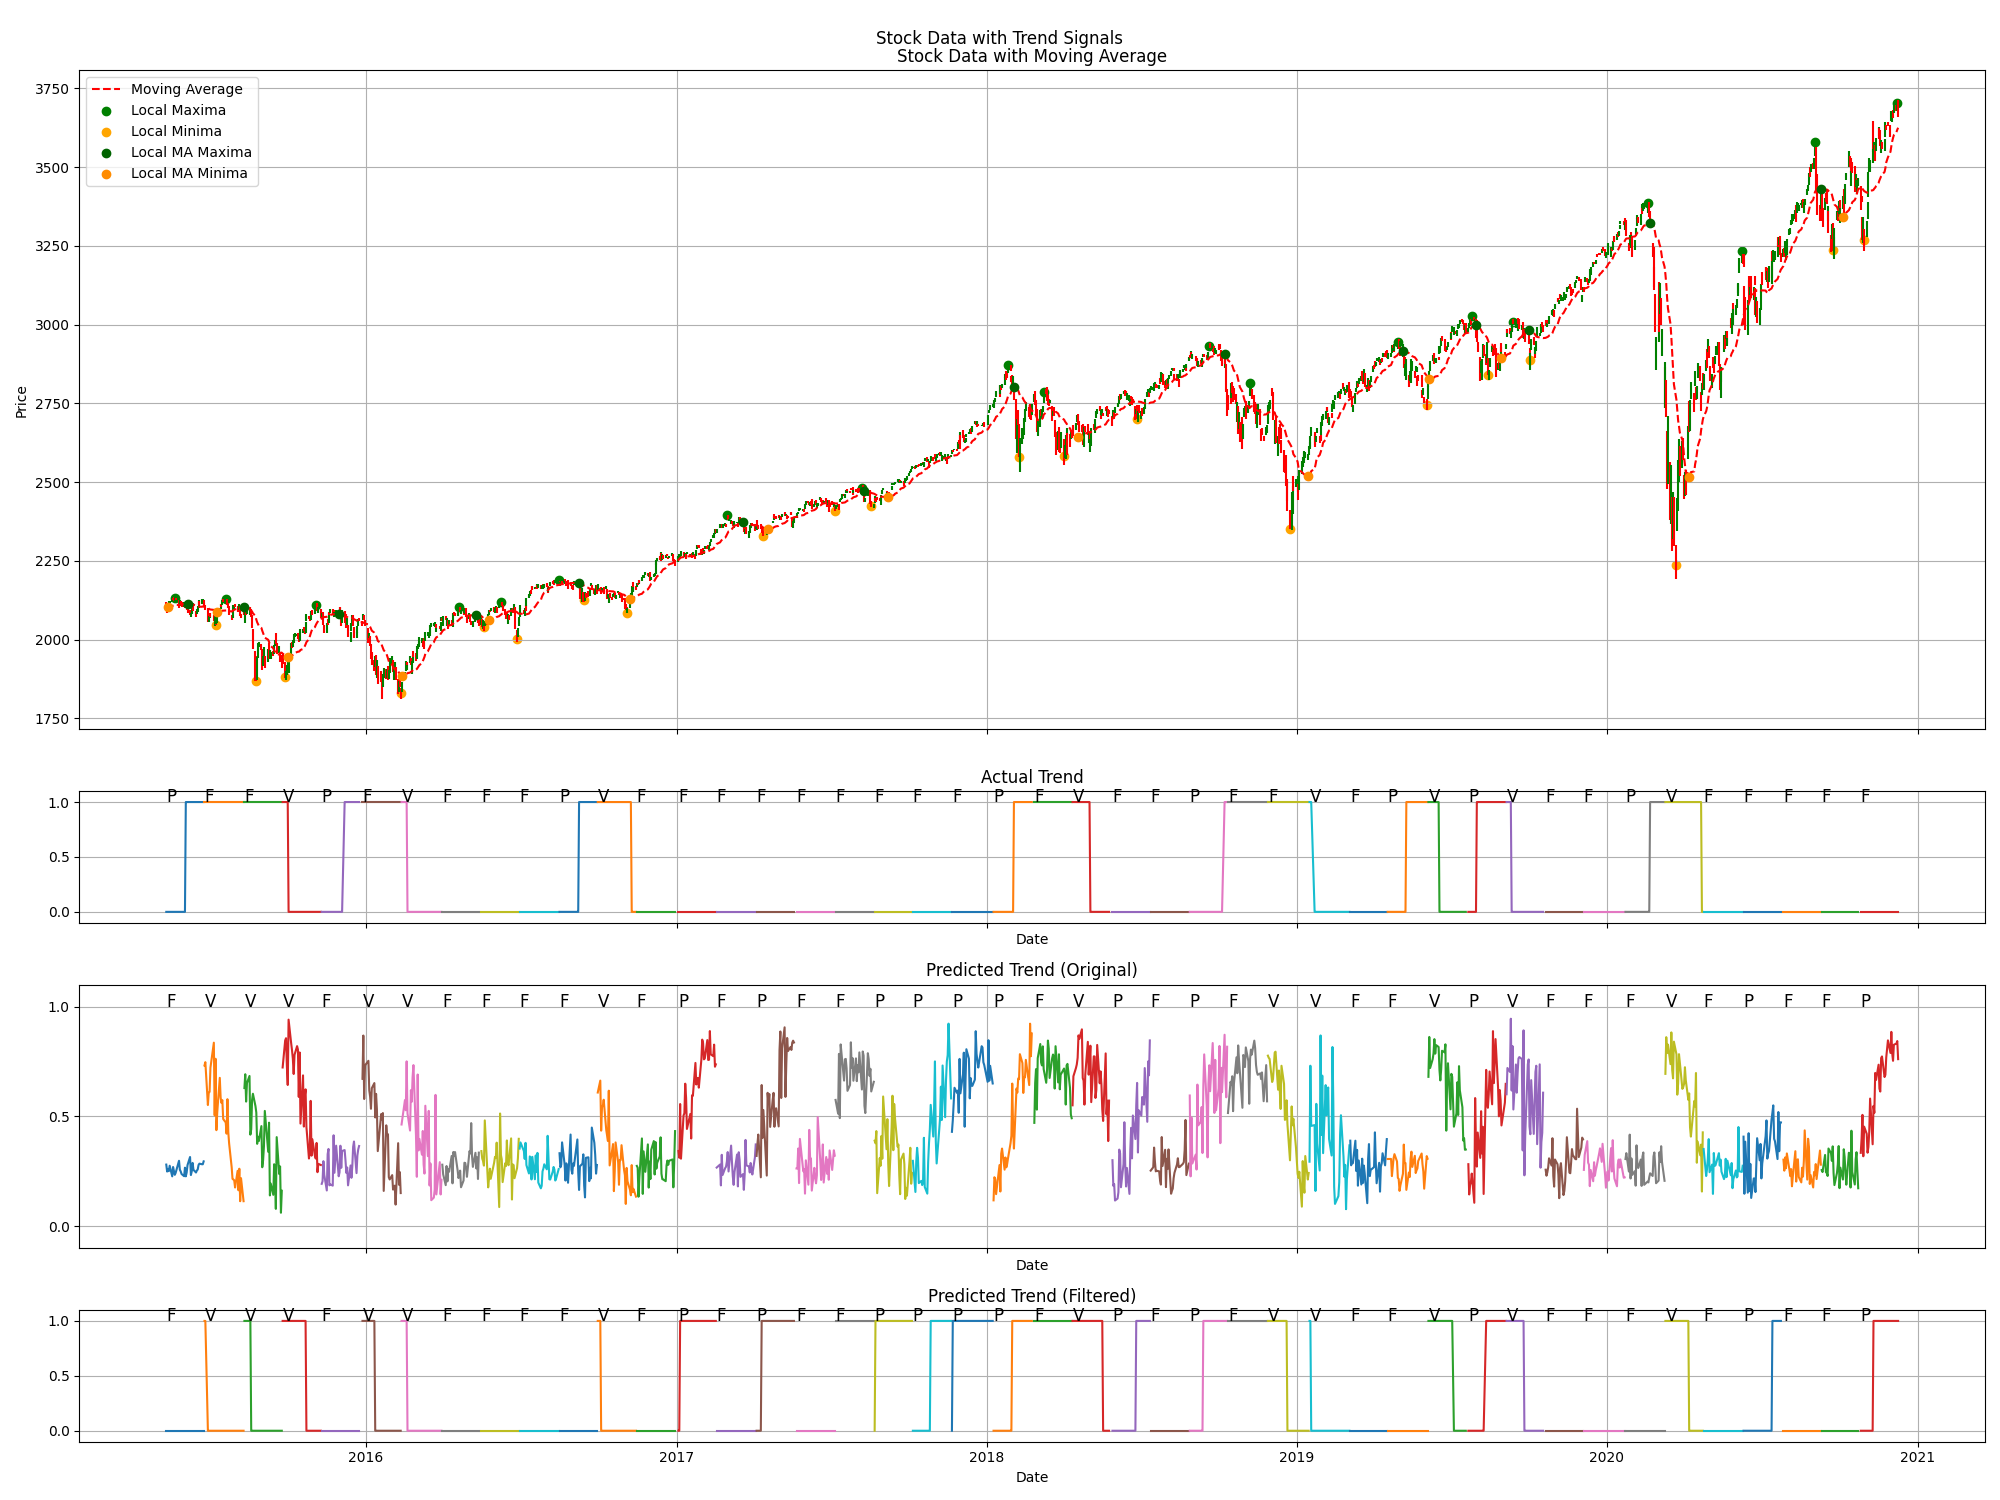 Stock Data with Trend Signals
Stock Data with Moving Average
Moving Average
Local Maxima
Local Minima
Local MA Maxima
Local MA Minima
3750
3500
3250
3000
2750
2500
2250
2000
1750
Price
Actual Trend
P F F V P F V F F F P V F F F F F F F F F P F V F F P F F V F P V P V F F P V F F F F F
1.0
0.5
0.0
Date
Predicted Trend (Original)
F V V V F V V F F F F V F P F P F F P P P P F V P F P F V V F F V P V F F F V F P F F P
1.0
0.5
0.0
Date
Predicted Trend (Filtered)
F V V V F V V F F F F V F P F P F F P P P P F V P F P F V V F F V P V F F F V F P F F P
1.0
0.5
0.0
2016 2017 2018 2019 2020 2021
Date